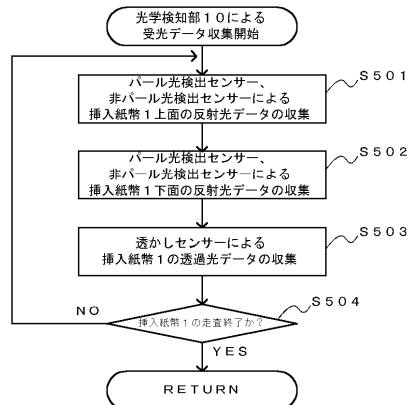 光学検知部１０による
受光データ収集開始
パール光検出センサー、
非パール光検出センサーによる
挿入紙幣１上面の反射光データの収集
Ｓ５０１
パール光検出センサー、
非パール光検出センサーによる
挿入紙幣１下面の反射光データの収集
Ｓ５０２
透かしセンサーによる
挿入紙幣１の透過光データの収集
Ｓ５０３
挿入紙幣１の走査終了か？
Ｓ５０４
ＮＯ
ＹＥＳ
ＲＥＴＵＲＮ